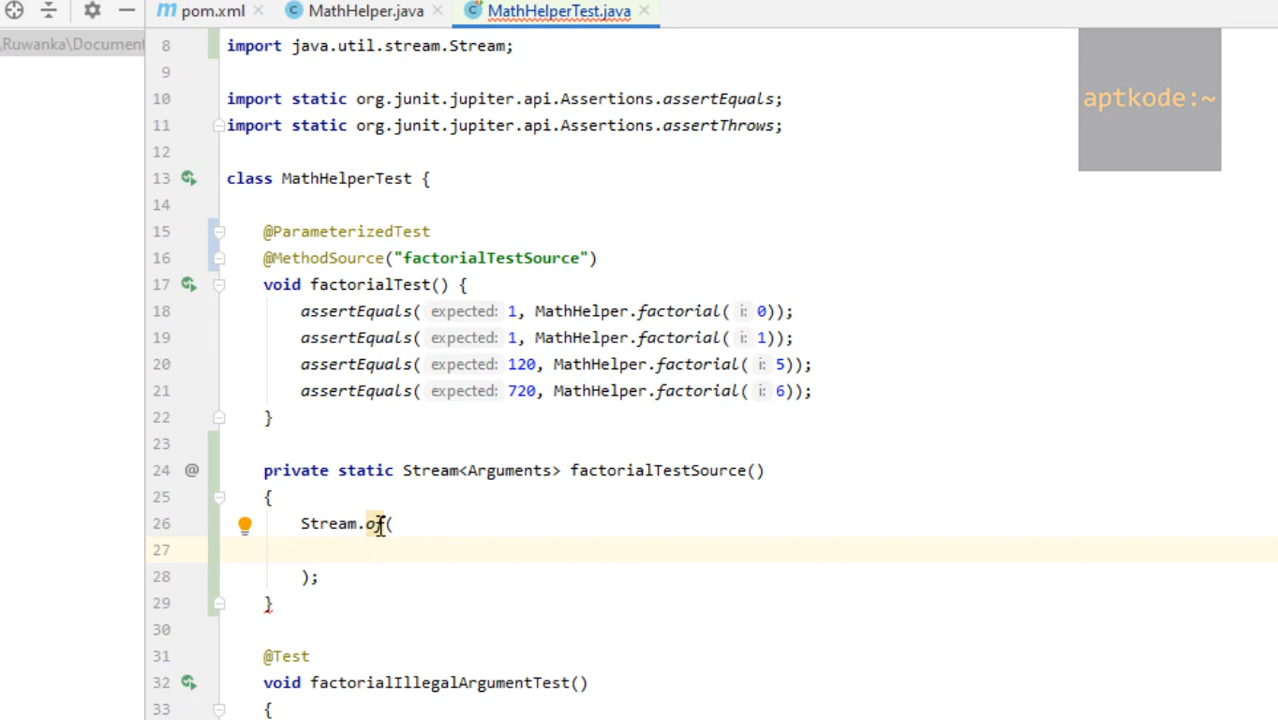 pom.xml MathHelper.java MathHelperTest.java
\Ruwanka\Document
aptkode:~
8 import java.util.stream.Stream;
9
10 import static org.junit.jupiter.api.Assertions.assertEquals;
11 import static org.junit.jupiter.api.Assertions.assertThrows;
12
13 class MathHelperTest {
14
15 @ParameterizedTest
16 @MethodSource("factorialTestSource")
17 void factorialTest() {
18 assertEquals( expected: 1, MathHelper.factorial( i: 0));
19 assertEquals( expected: 1, MathHelper.factorial( i: 1));
20 assertEquals( expected: 120, MathHelper.factorial( i: 5));
21 assertEquals( expected: 720, MathHelper.factorial( i: 6));
22 }
23
24 @ private static Stream<Arguments> factorialTestSource()
25 {
26 Stream.of(
27
28 );
29 }
30
31 @Test
32 void factorialIllegalArgumentTest()
33 {